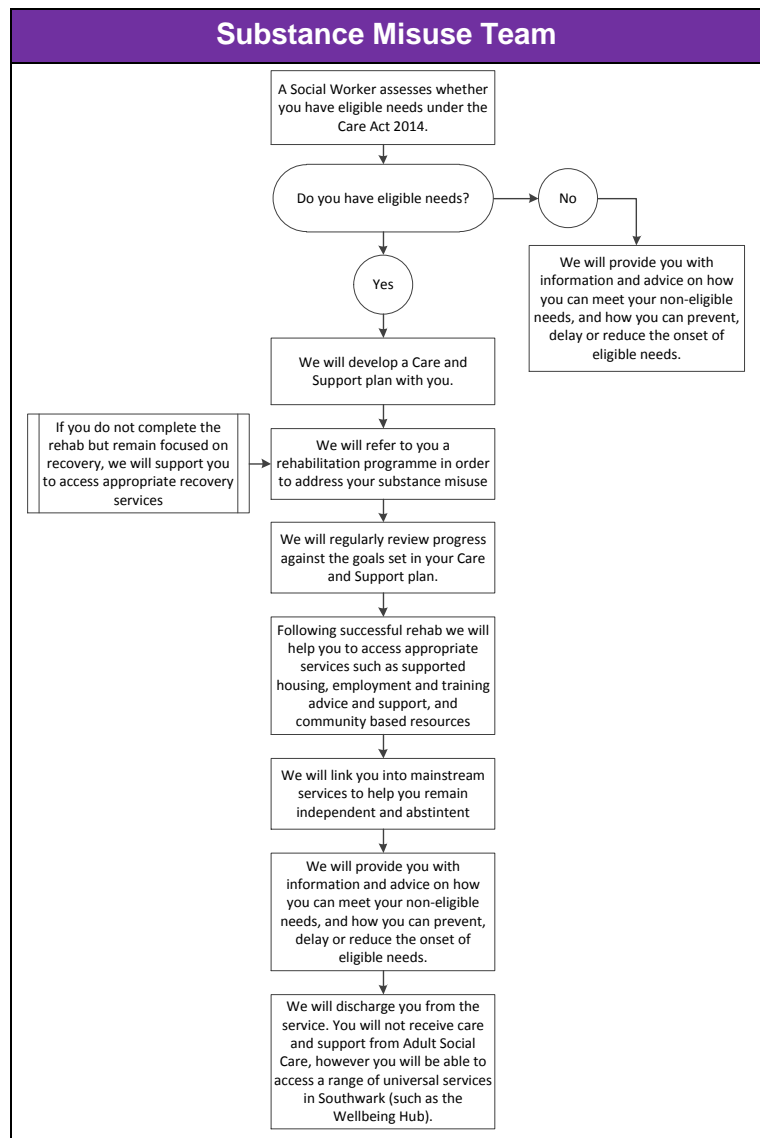 Substance Misuse Team
A Social Worker assesses whether
you have eligible needs under the
Care Act 2014.
Do you have eligible needs?
No
We will provide you with
information and advice on how
you can meet your non-eligible
needs, and how you can prevent,
delay or reduce the onset of
eligible needs.
Yes
We will develop a Care and
Support plan with you.
If you do not complete the
rehab but remain focused on
recovery, we will support you
to access appropriate recovery
services
We will refer to you a
rehabilitation programme in order
to address your substance misuse
We will regularly review progress
against the goals set in your Care
and Support plan.
Following successful rehab we will
help you to access appropriate
services such as supported
housing, employment and training
advice and support, and
community based resources
We will link you into mainstream
services to help you remain
independent and abstintent
We will provide you with
information and advice on how
you can meet your non-eligible
needs, and how you can prevent,
delay or reduce the onset of
eligible needs.
We will discharge you from the
service. You will not receive care
and support from Adult Social
Care, however you will be able to
access a range of universal services
in Southwark (such as the
Wellbeing Hub).